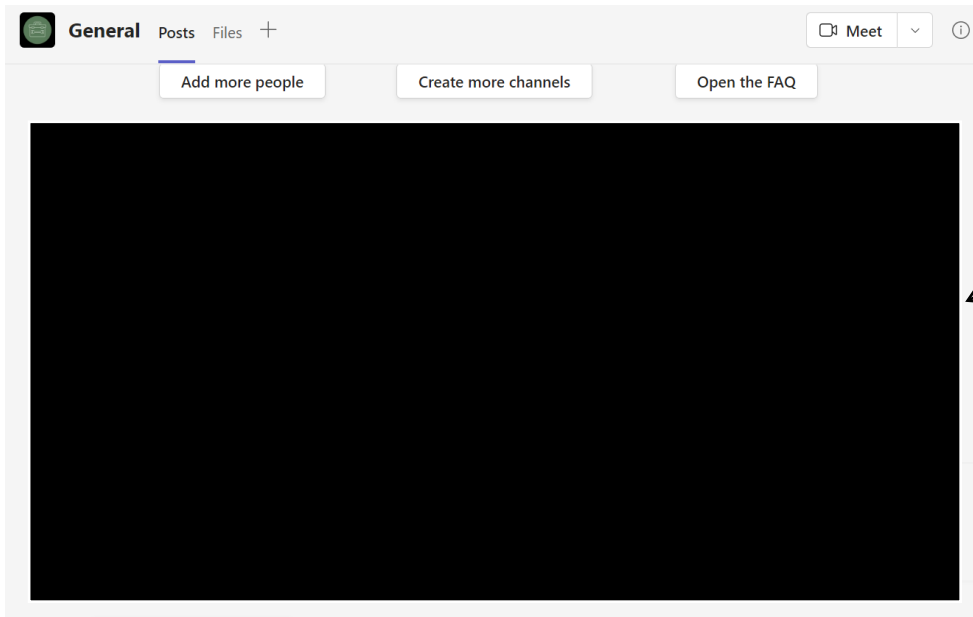 General Posts Files Meet
Add more people Create more channels Open the FAQ